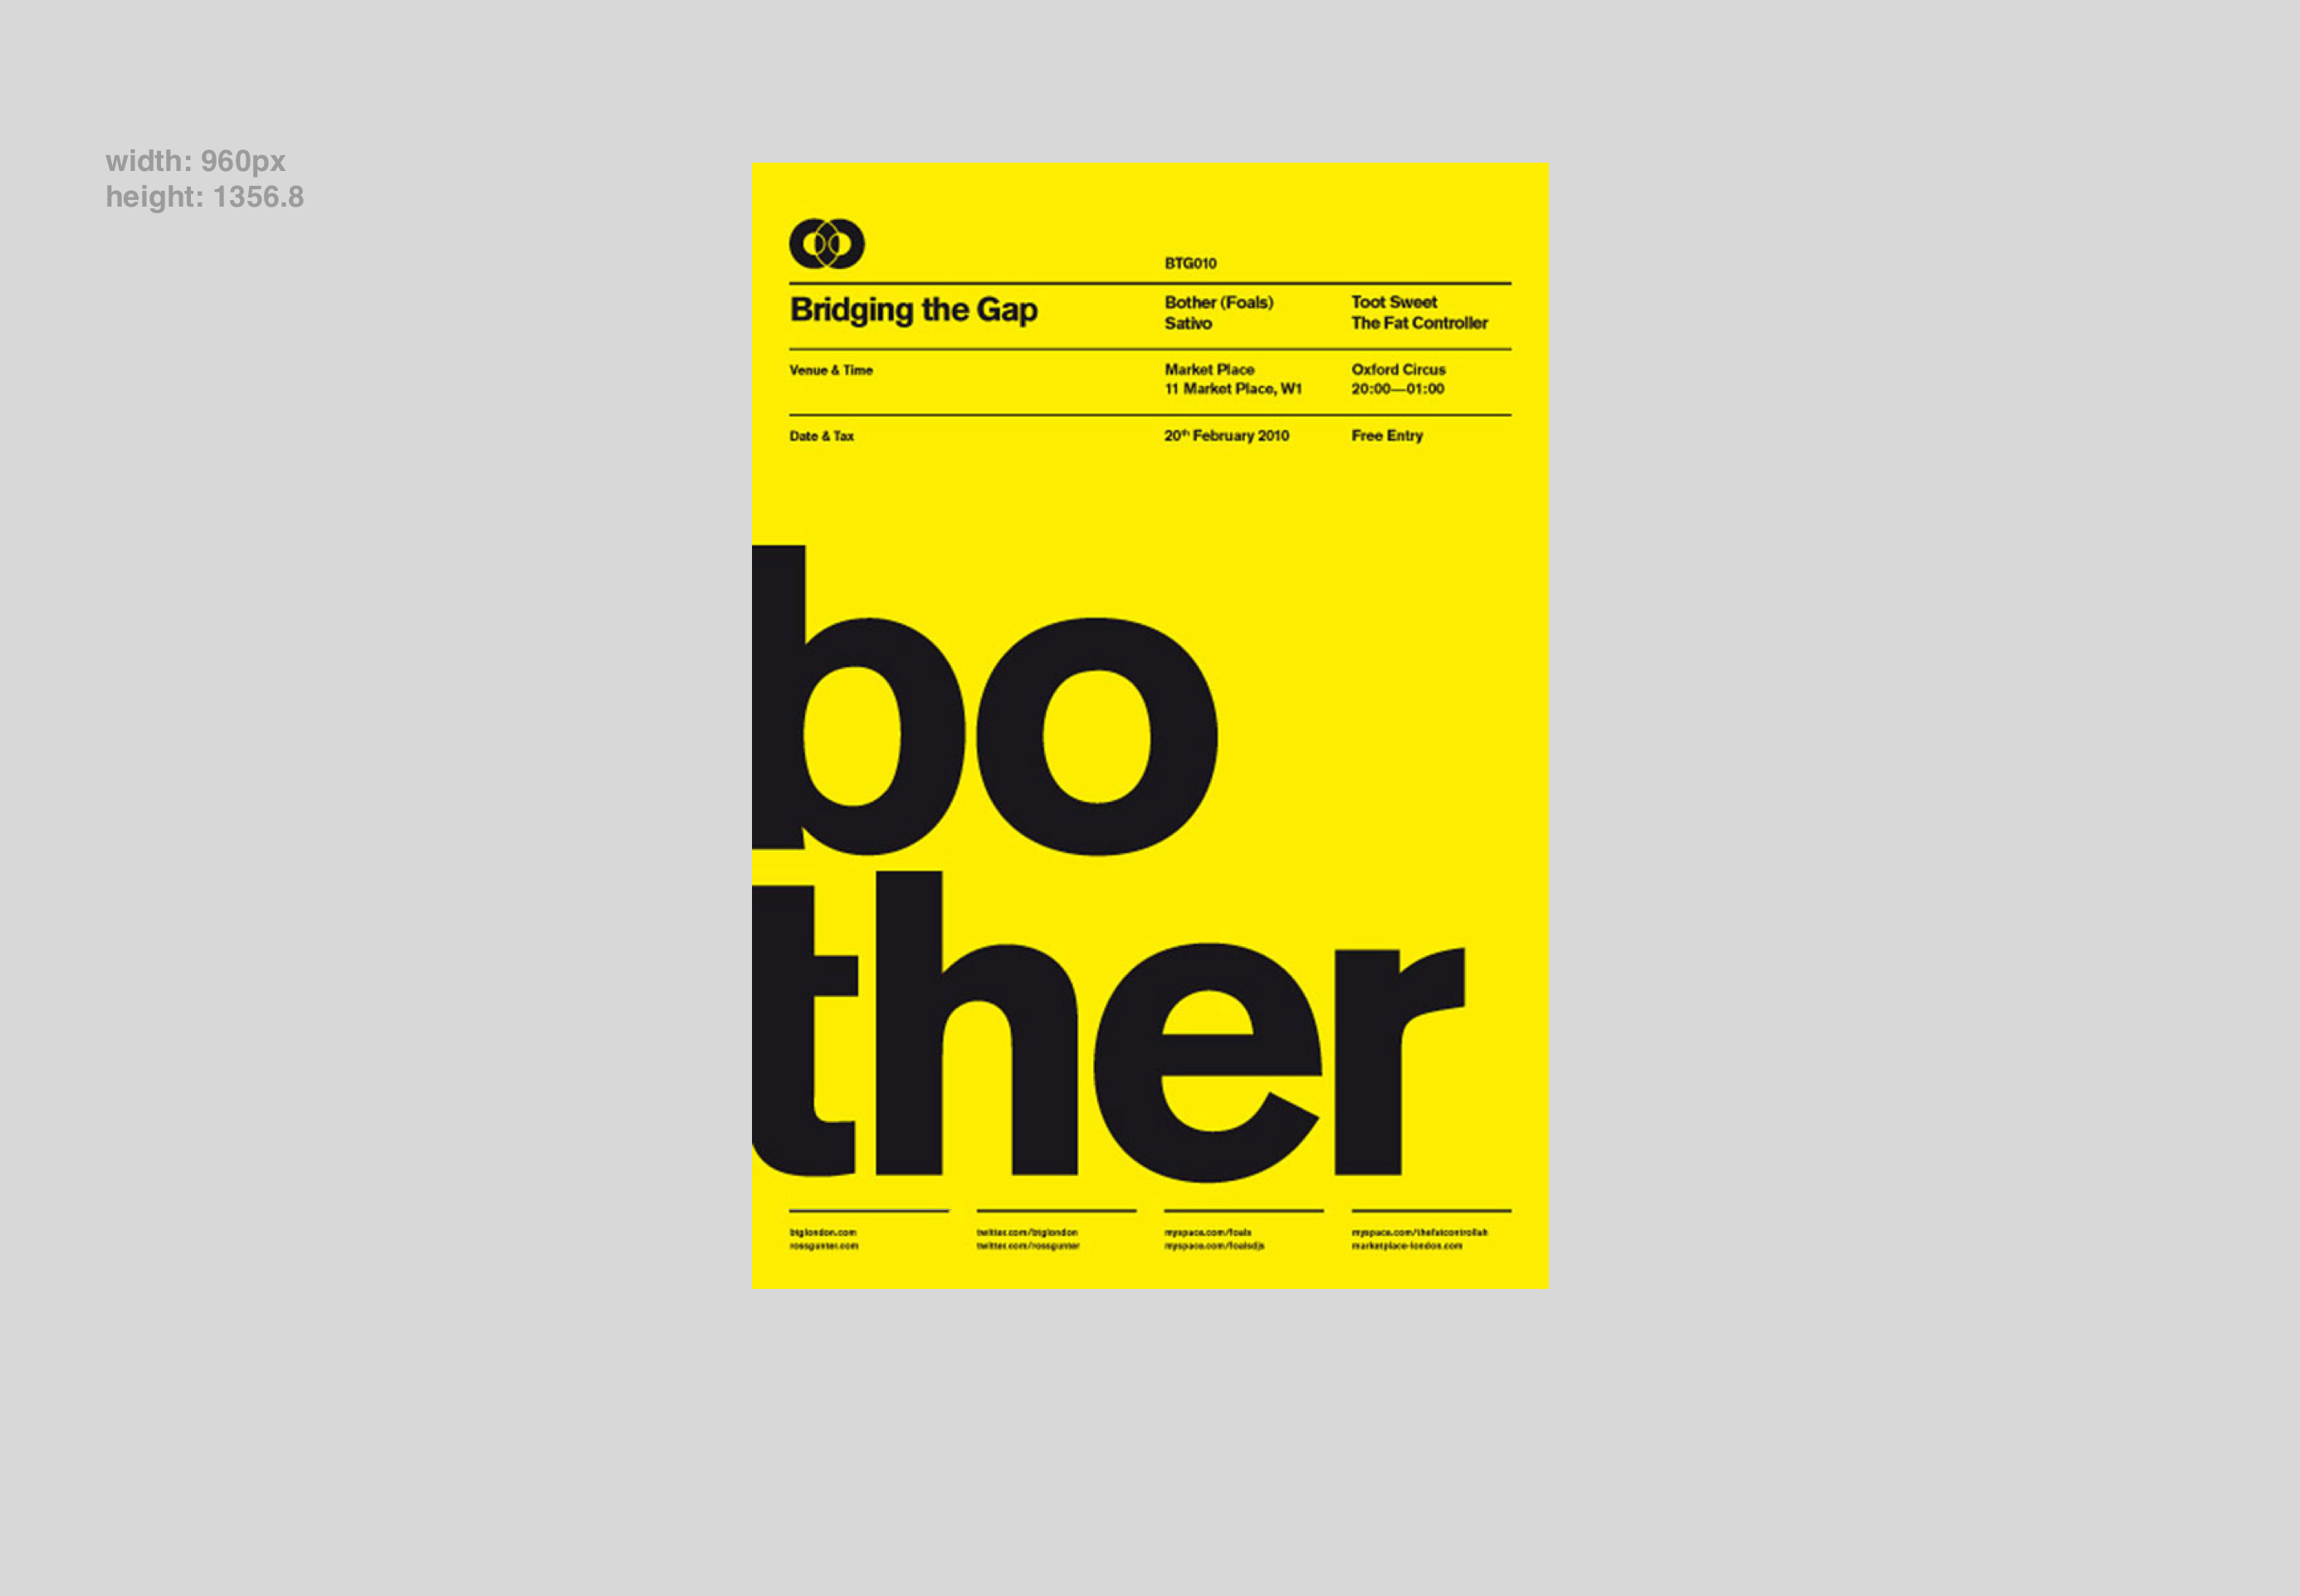 width: 960px
height: 1356.8
BTG010
Bridging the Gap
Bother (Foals)
Sativo
Toot Sweet
The Fat Controller
Venue & Time
Market Place
11 Market Place, W1
Oxford Circus
20:00—01:00
Date & Tax
20th February 2010
Free Entry
bo
ther
btglondon.com
rossgunter.com
twitter.com/btglondon
twitter.com/rossgunter
myspace.com/foals
myspace.com/foalsdjs
myspace.com/thefatcontrollah
marketplace-london.com